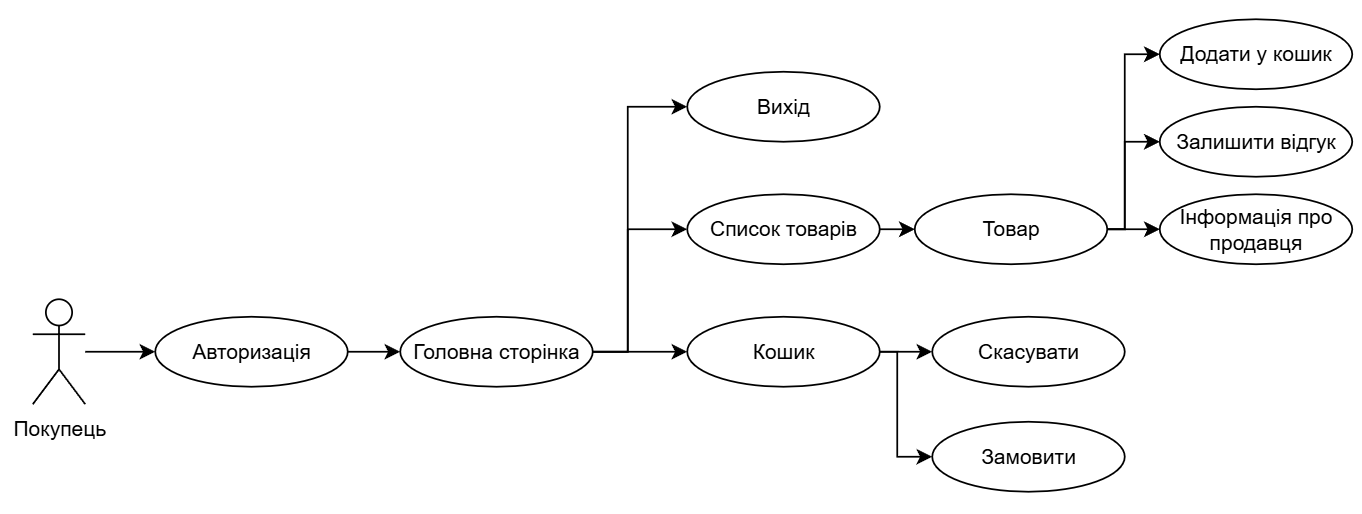 Додати у кошик
Вихід
Залишити відгук
Список товарів
Товар
Інформація про
продавця
Авторизація
Головна сторінка
Кошик
Скасувати
Покупець
Замовити